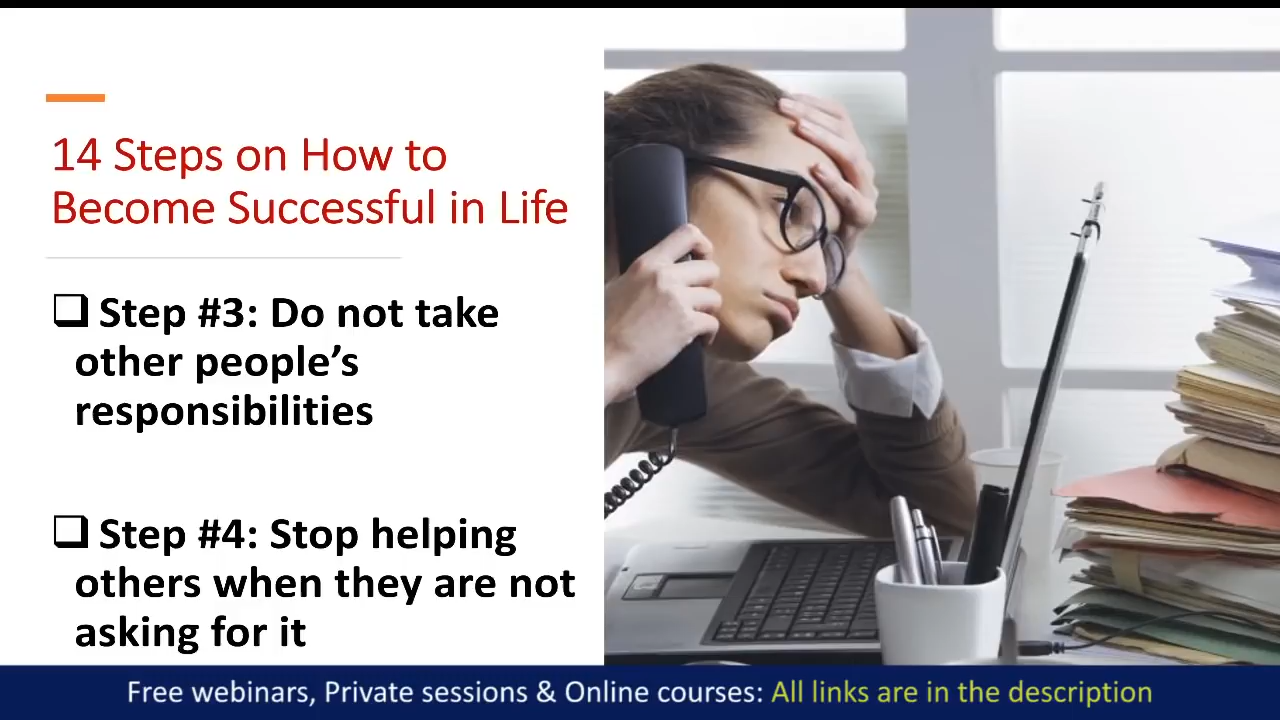 14 Steps on How to
Become Successful in Life
❑ Step #3: Do not take
other people’s
responsibilities
❑ Step #4: Stop helping
others when they are not
asking for it
Free webinars, Private sessions & Online courses: All links are in the description